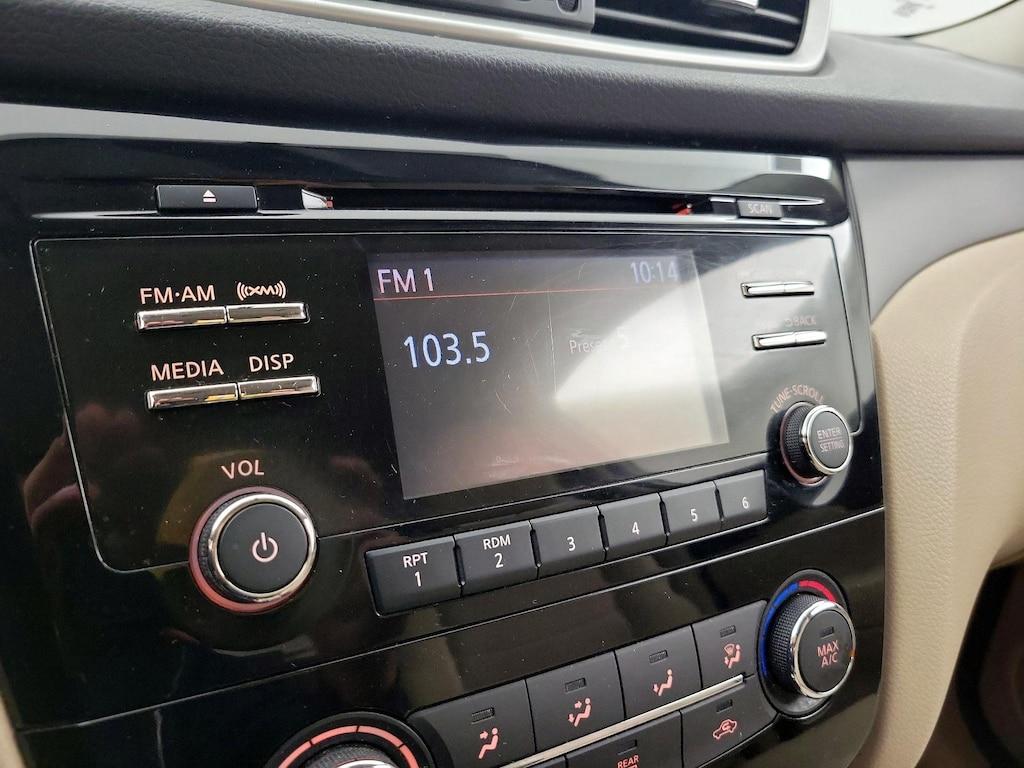 SCAN
FM·AM
((XM))
MEDIA
DISP
FM 1
10:14
103.5
Preset 5
BACK
TUNE·SCROLL
ENTER
SETTING
VOL
RPT
1
RDM
2
3
4
5
6
MAX
A/C
REAR